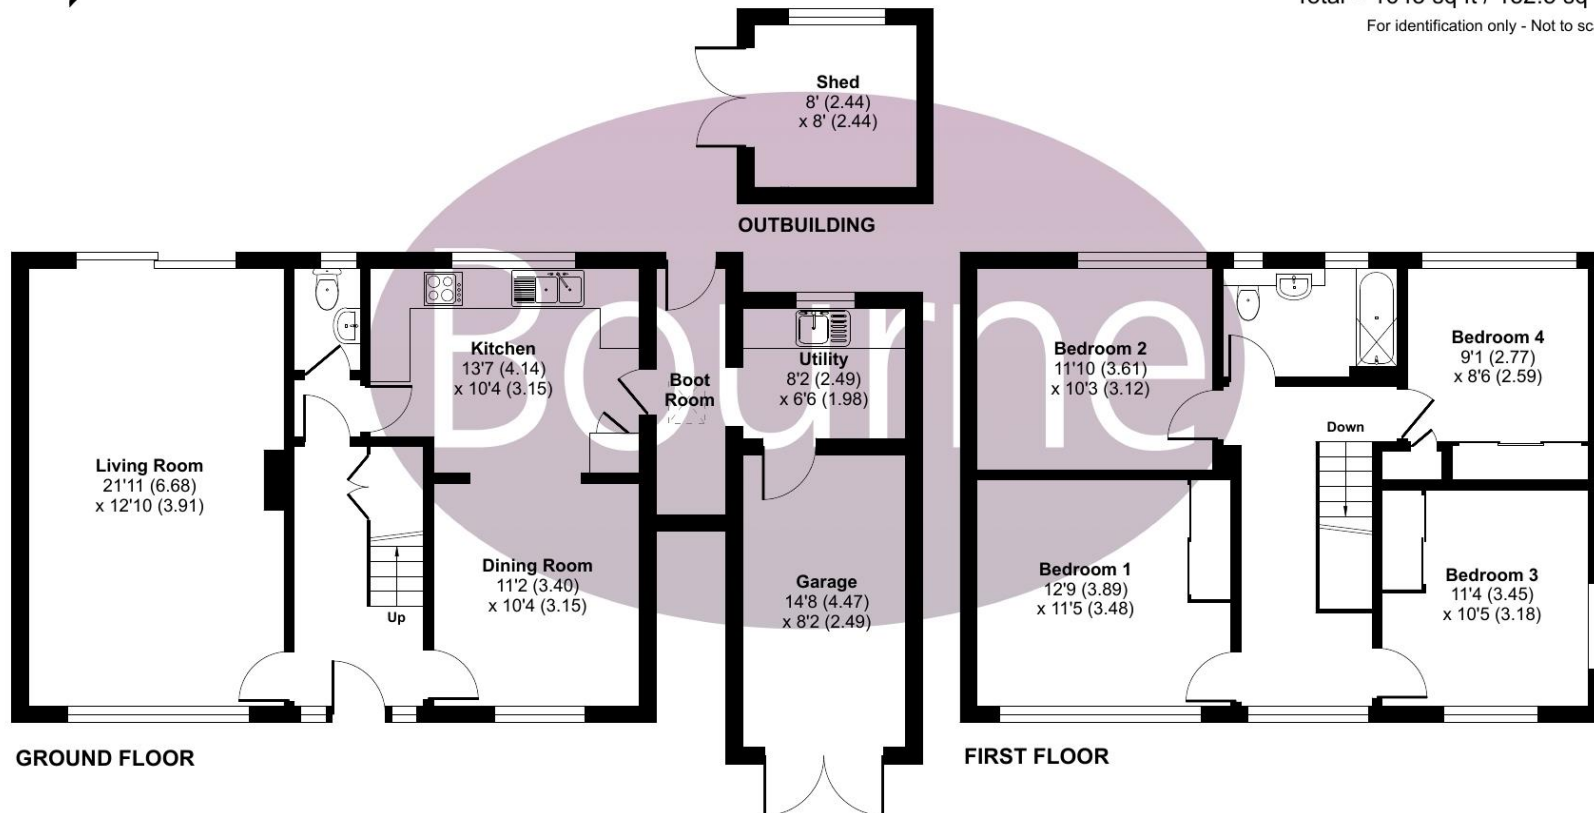 For identification only - Not to sc
Shed
8' (2.44)
x 8' (2.44)
OUTBUILDING
Bourne
Living Room
21'11 (6.68)
x 12'10 (3.91)
Kitchen
13'7 (4.14)
x 10'4 (3.15)
Boot
Room
Utility
8'2 (2.49)
x 6'6 (1.98)
Dining Room
11'2 (3.40)
x 10'4 (3.15)
Up
Garage
14'8 (4.47)
x 8'2 (2.49)
GROUND FLOOR
Bedroom 2
11'10 (3.61)
x 10'3 (3.12)
Bedroom 4
9'1 (2.77)
x 8'6 (2.59)
Down
Bedroom 1
12'9 (3.89)
x 11'5 (3.48)
Bedroom 3
11'4 (3.45)
x 10'5 (3.18)
FIRST FLOOR